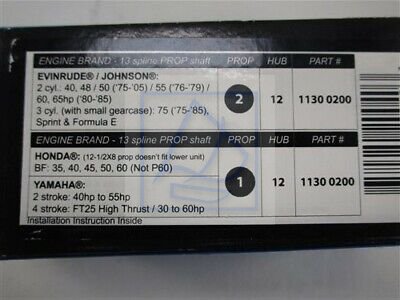 ENGINE BRAND - 13 spline PROP shaft PROP HUB PART #
EVINRUDE® / JOHNSON®:
2 cyl.: 40, 48 / 50 ('75-'05) / 55 ('76-'79) /
60, 65hp ('80-'85)
3 cyl. (with small gearcase): 75 ('75-'85),
Sprint & Formula E
2 12 1130 0200
ENGINE BRAND - 13 spline PROP shaft PROP HUB PART #
HONDA®: (12-1/2X8 prop doesn't fit lower unit)
BF: 35, 40, 45, 50, 60 (Not P60)
YAMAHA®:
2 stroke: 40hp to 55hp
4 stroke: FT25 High Thrust / 30 to 60hp
1 12 1130 0200
Installation Instruction Inside